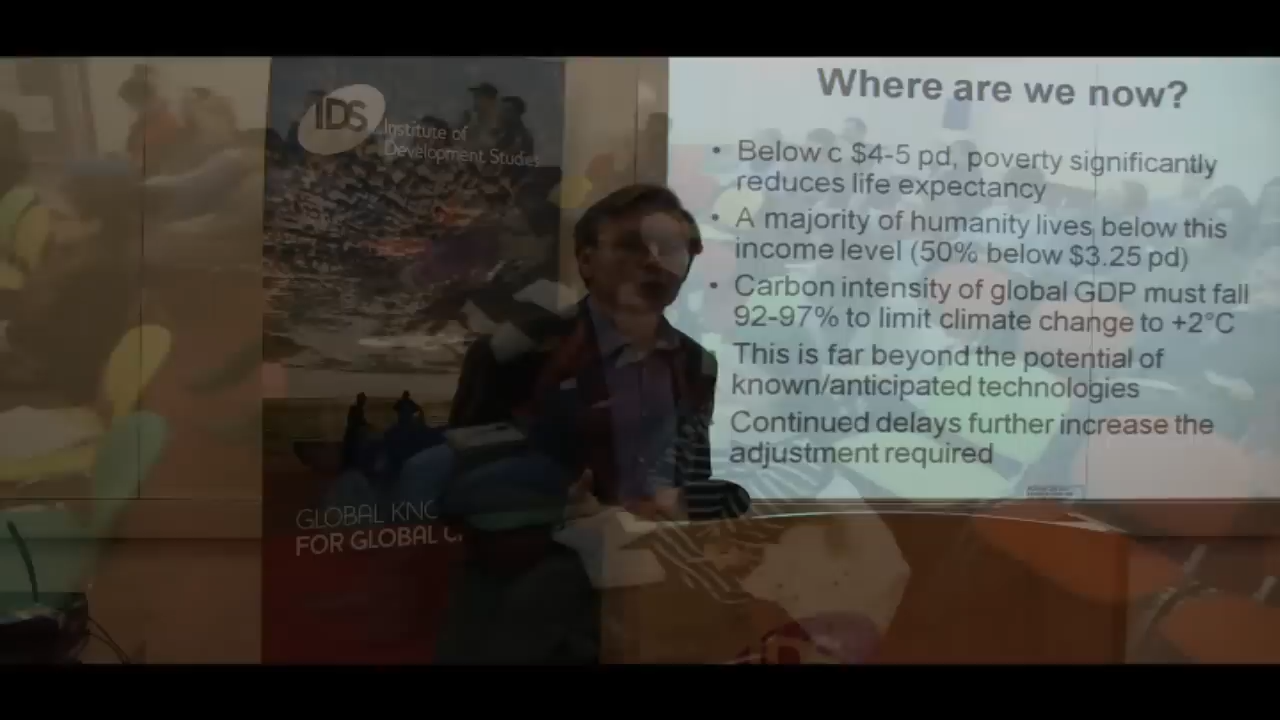 IDS
Institute of
Development Studies
GLOBAL KNO
FOR GLOBAL C
Where are we now?
• Below c $4-5 pd, poverty significantly
reduces life expectancy
• A majority of humanity lives below this
income level (50% below $3.25 pd)
• Carbon intensity of global GDP must fall
92-97% to limit climate change to +2°C
This is far beyond the potential of
known/anticipated technologies
Continued delays further increase the
adjustment required